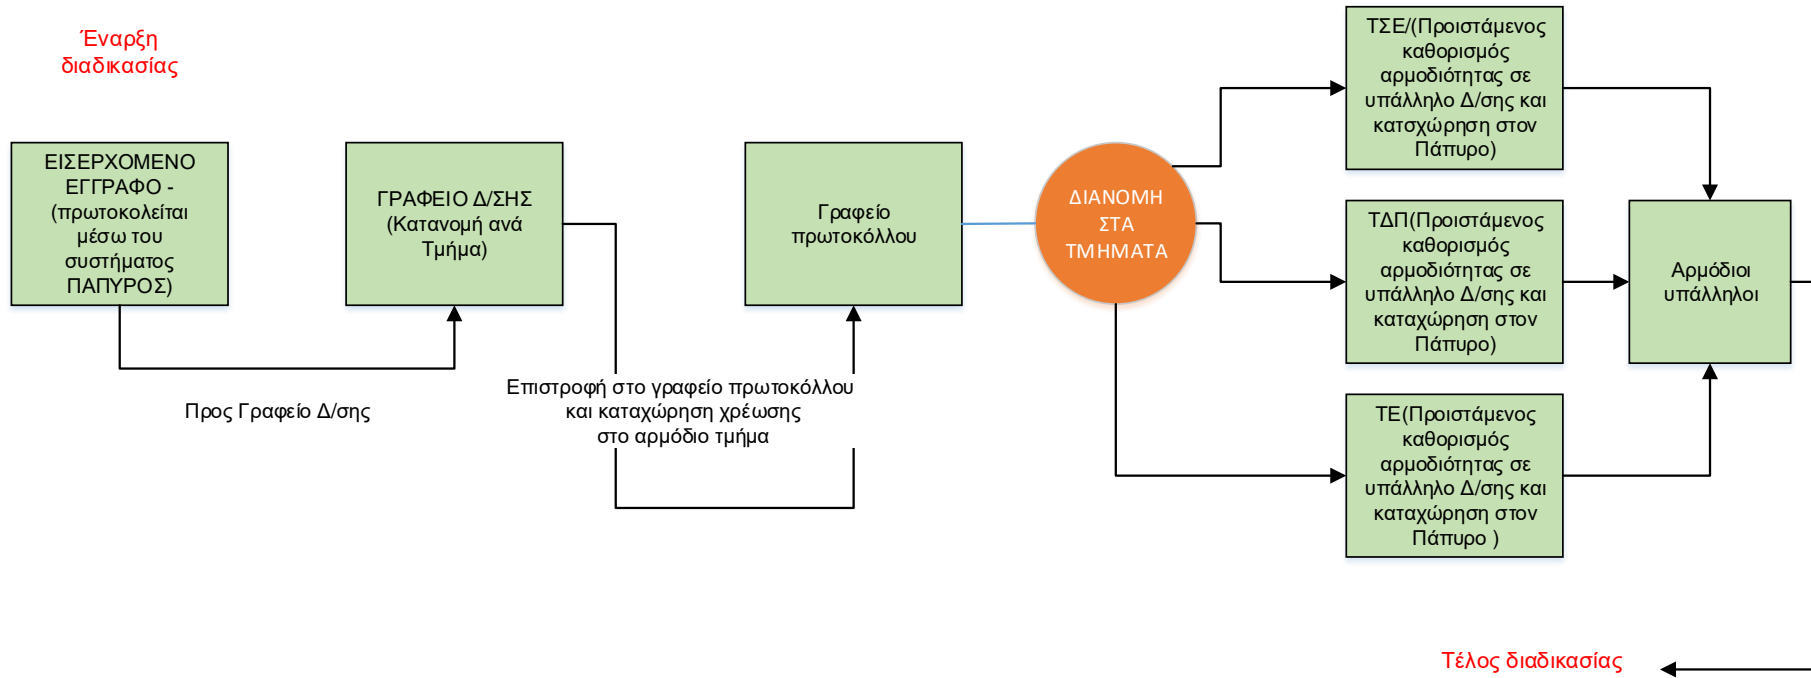 Έναρξη
διαδικασίας
ΕΙΣΕΡΧΟΜΕΝΟ
ΕΓΓΡΑΦΟ -
(πρωτοκολείται
μέσω του
συστήματος
ΠΑΠΥΡΟΣ)
Προς Γραφείο Δ/σης
ΓΡΑΦΕΙΟ Δ/ΣΗΣ
(Κατανομή ανά
Τμήμα)
Επιστροφή στο γραφείο πρωτοκόλλου
και καταχώρηση χρέωσης
στο αρμόδιο τμήμα
Γραφείο
πρωτοκόλλου
ΔΙΑΝΟΜΗ
ΣΤΑ
ΤΜΗΜΑΤΑ
ΤΣΕ/(Προιστάμενος
καθορισμός
αρμοδιότητας σε
υπάλληλο Δ/σης και
κατσχώρηση στον
Πάπυρο)
ΤΔΠ(Προιστάμενος
καθορισμός
αρμοδιότητας σε
υπάλληλο Δ/σης και
καταχώρηση στον
Πάπυρο)
ΤΕ(Προιστάμενος
καθορισμός
αρμοδιότητας σε
υπάλληλο Δ/σης και
καταχώρηση στον
Πάπυρο )
Αρμόδιοι
υπάλληλοι
Τέλος διαδικασίας